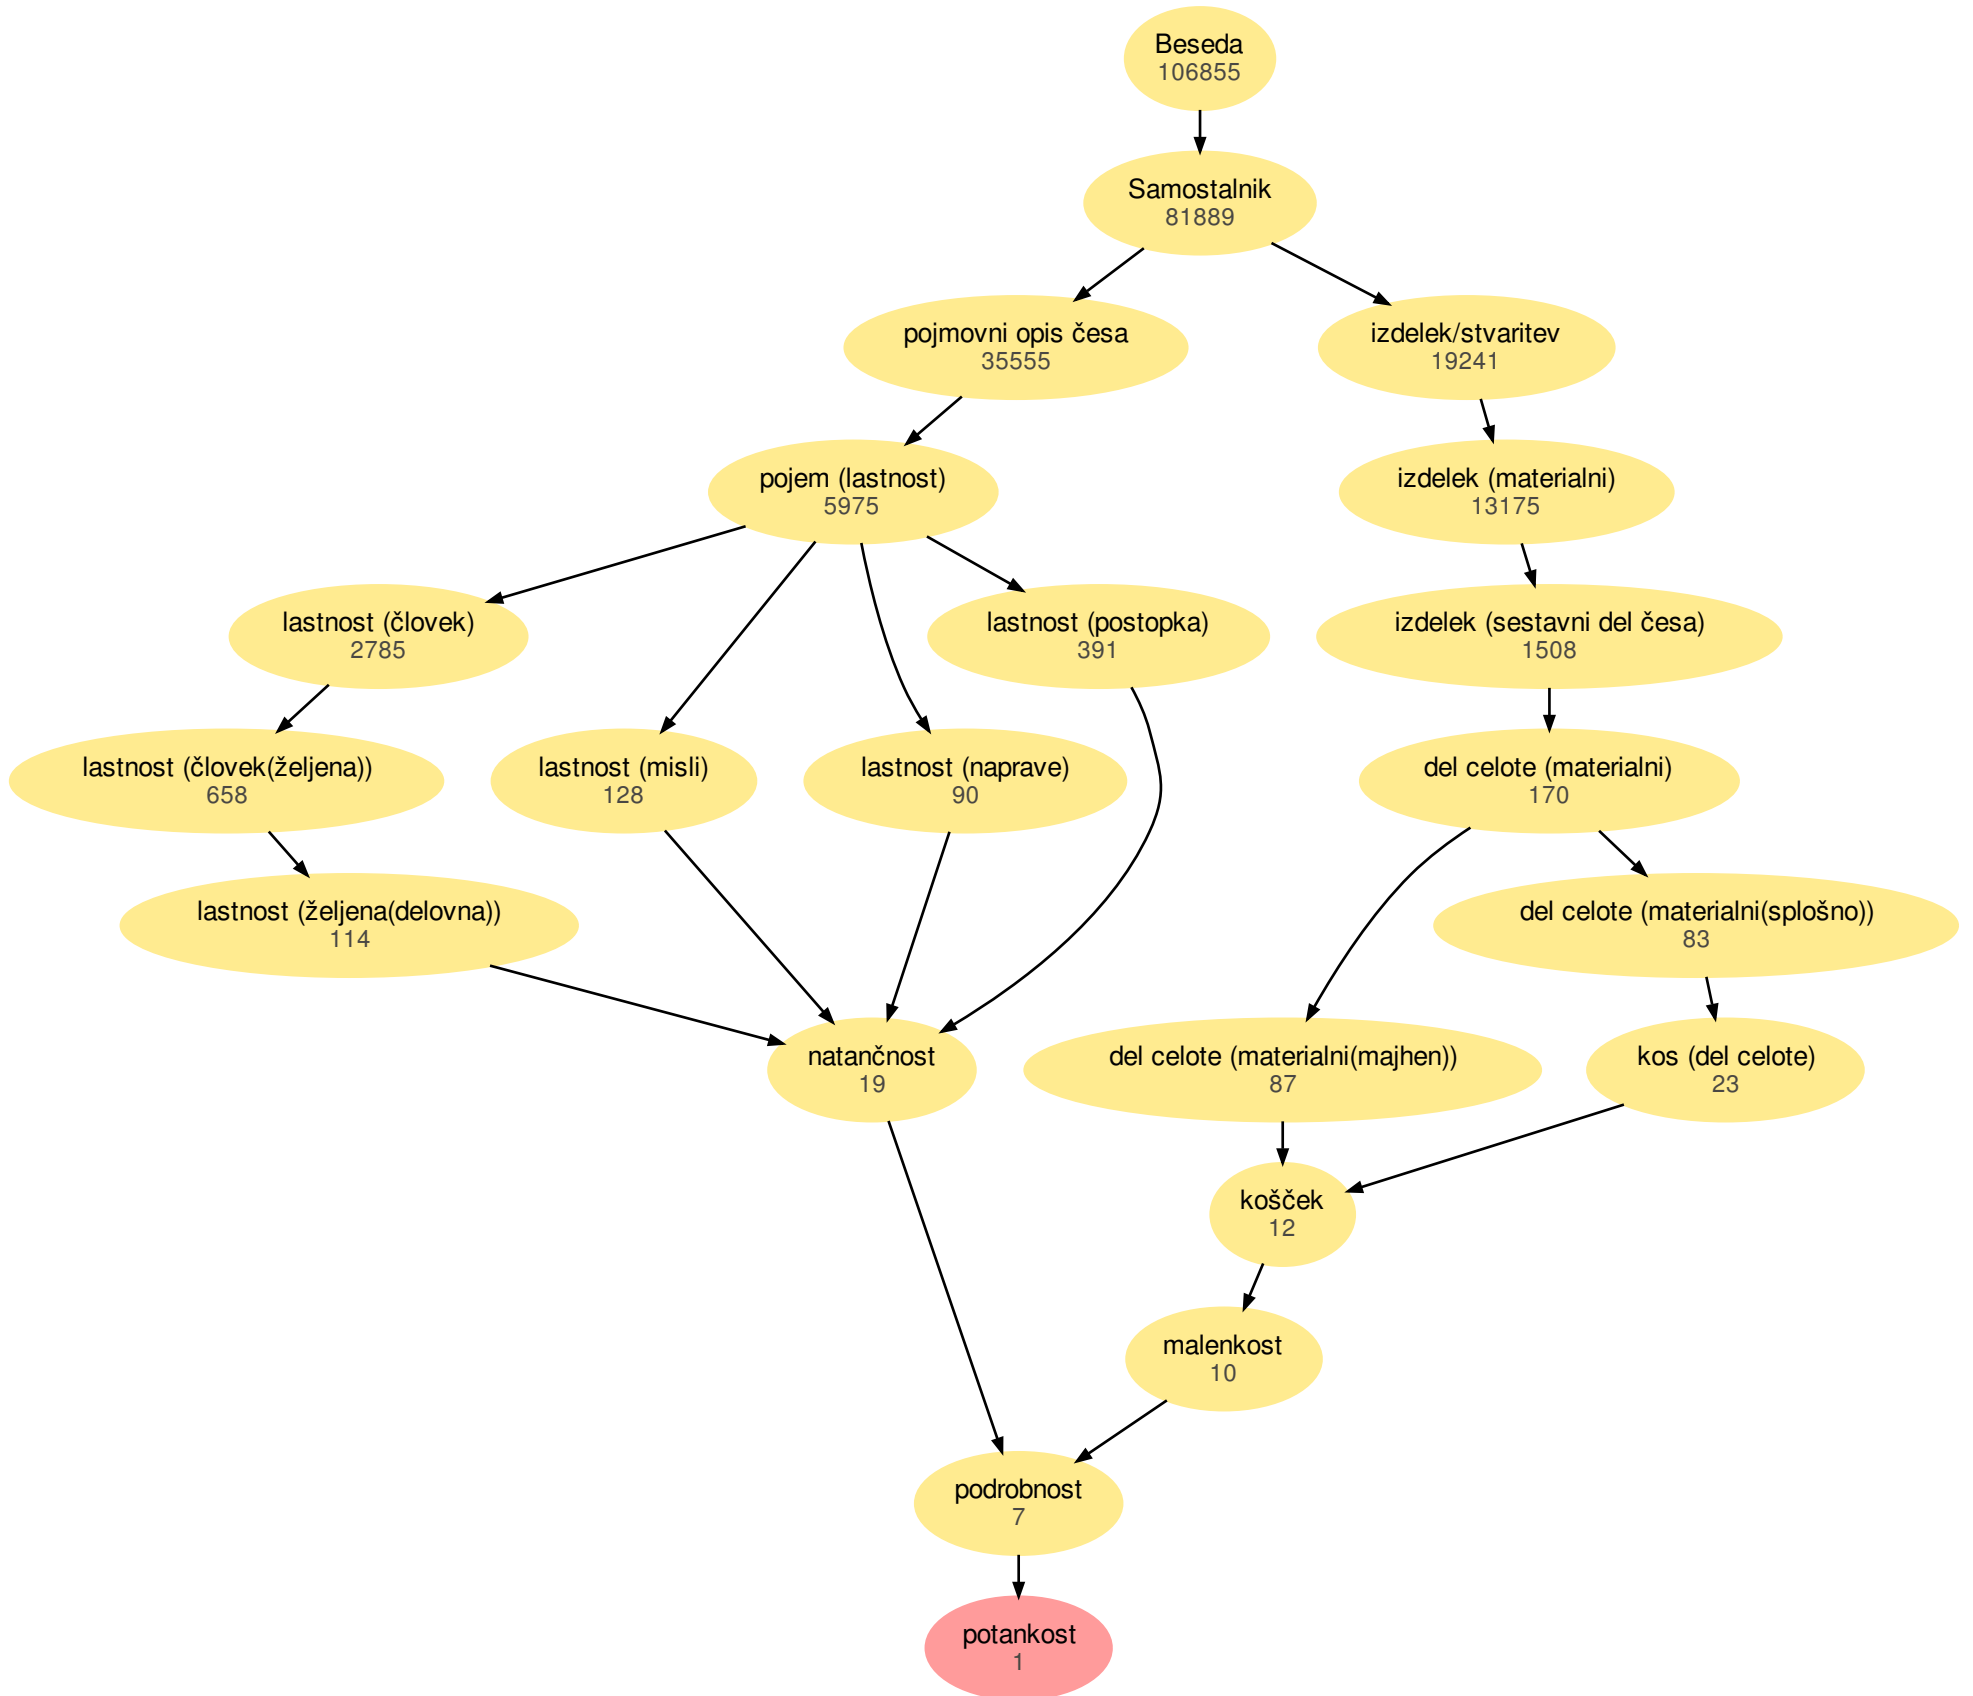 Beseda
106855
Samostalnik
81889
pojmovni opis česa
35555
izdelek/stvaritev
19241
pojem (lastnost)
5975
izdelek (materialni)
13175
lastnost (človek)
2785
lastnost (postopka)
391
izdelek (sestavni del česa)
1508
lastnost (človek(željena))
658
lastnost (misli)
128
lastnost (naprave)
90
del celote (materialni)
170
lastnost (željena(delovna))
114
del celote (materialni(splošno))
83
natančnost
19
del celote (materialni(majhen))
87
kos (del celote)
23
košček
12
malenkost
10
podrobnost
7
potankost
1